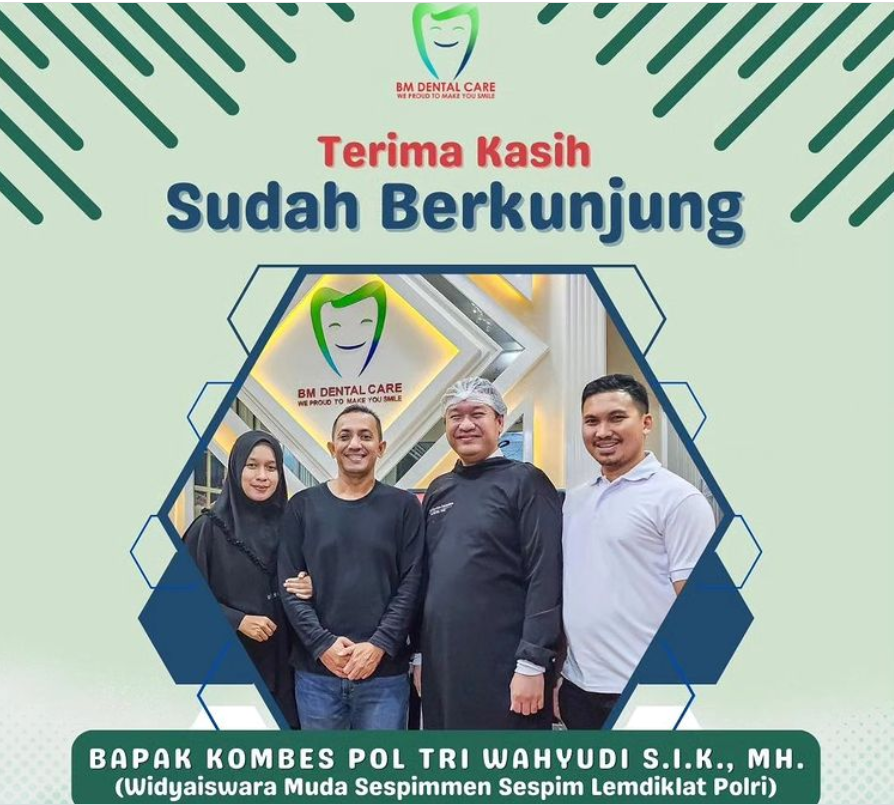 BM DENTAL CARE
WE PROUD TO MAKE YOU SMILE
Terima Kasih
Sudah Berkunjung
BM DENTAL CARE
WE PROUD TO MAKE YOU SMILE
BAPAK KOMBES POL TRI WAHYUDI S.I.K., MH.
(Widyaiswara Muda Sespimmen Sespim Lemdiklat Polri)